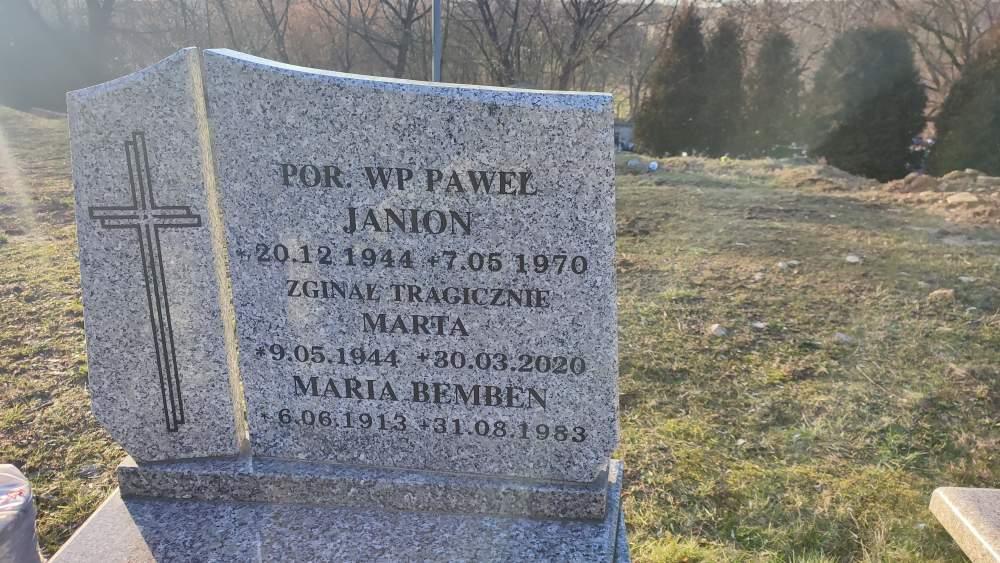 POR. WP PAWEŁ
JANION
*20.12 1944 +7.05 1970
ZGINĄŁ TRAGICZNIE
MARTA
*9.05.1944 +30.03.2020
MARIA BEMBEN
*6.06.1913 +31.08.1983